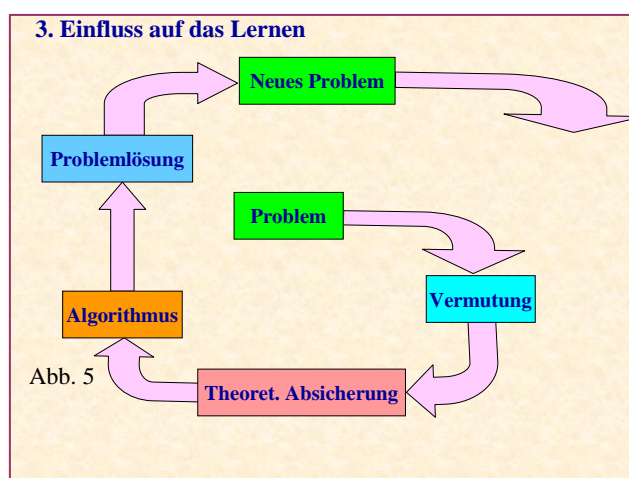 3. Einfluss auf das Lernen
Neues Problem
Problemlösung
Problem
Vermutung
Algorithmus
Abb. 5
Theoret. Absicherung